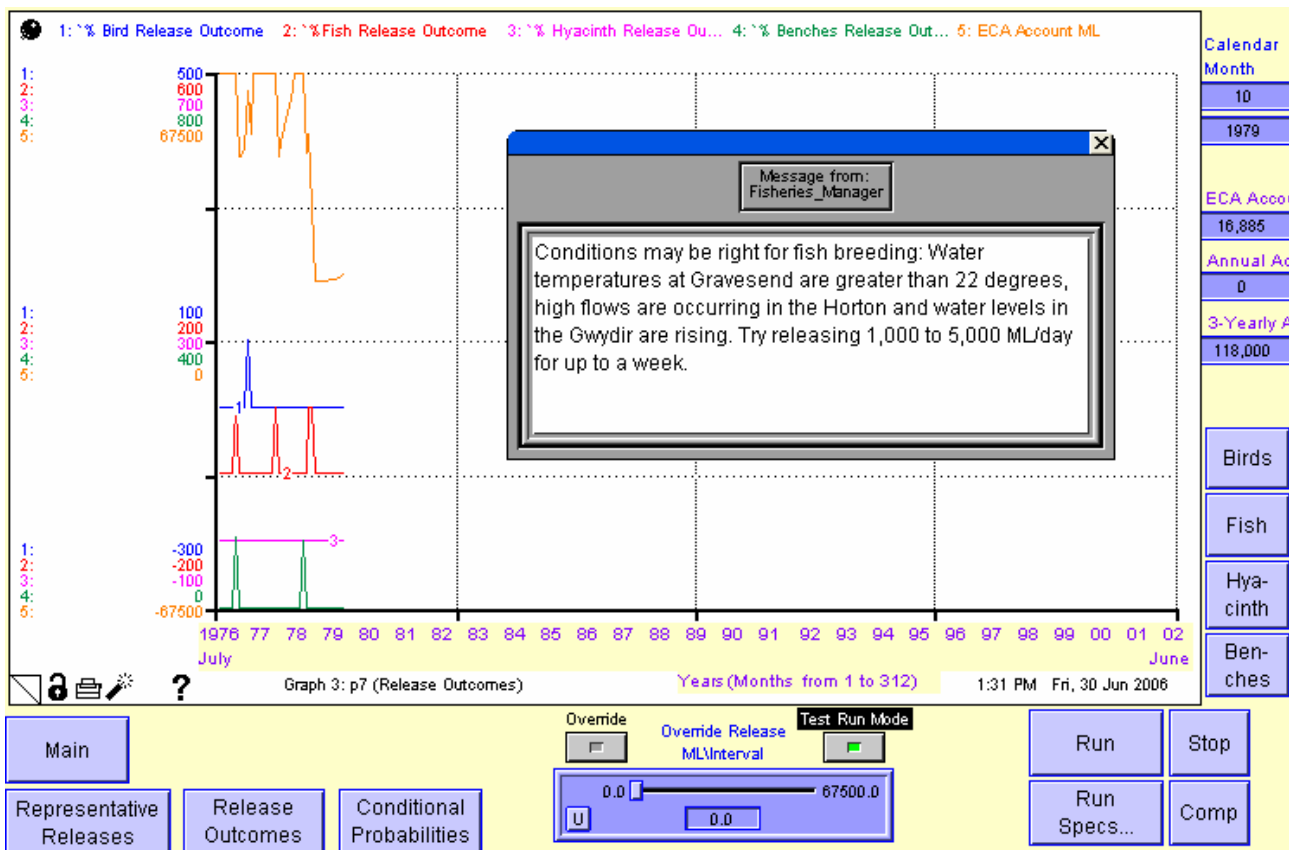 1: `% Bird Release Outcome 2: `%Fish Release Outcome 3: `% Hyacinth Release Ou... 4: `% Benches Release Out... 5: ECA Account ML
1: 500
2: 600
3: 700
4: 800
5: 67500
1: 100
2: 200
3: 300
4: 400
5: 0
1: -300
2: -200
3: -100
4: 0
5: -67500
1
2
3
1976 77 78 79 80 81 82 83 84 85 86 87 88 89 90 91 92 93 94 95 96 97 98 99 00 01 02
July June
? Graph 3: p7 (Release Outcomes) Years (Months from 1 to 312) 1:31 PM Fri, 30 Jun 2006
Message from:
Fisheries_Manager
Conditions may be right for fish breeding: Water
temperatures at Gravesend are greater than 22 degrees,
high flows are occurring in the Horton and water levels in
the Gwydir are rising. Try releasing 1,000 to 5,000 ML/day
for up to a week.
Calendar
Month
10
1979
ECA Accou
16,885
Annual Ac
0
3-Yearly A
118,000
Birds
Fish
Hya-
cinth
Ben-
ches
Main
Representative
Releases
Release
Outcomes
Conditional
Probabilities
Override
Override Release
ML\Interval
Test Run Mode
0.0 67500.0
U 0.0
Run
Stop
Run
Specs...
Comp